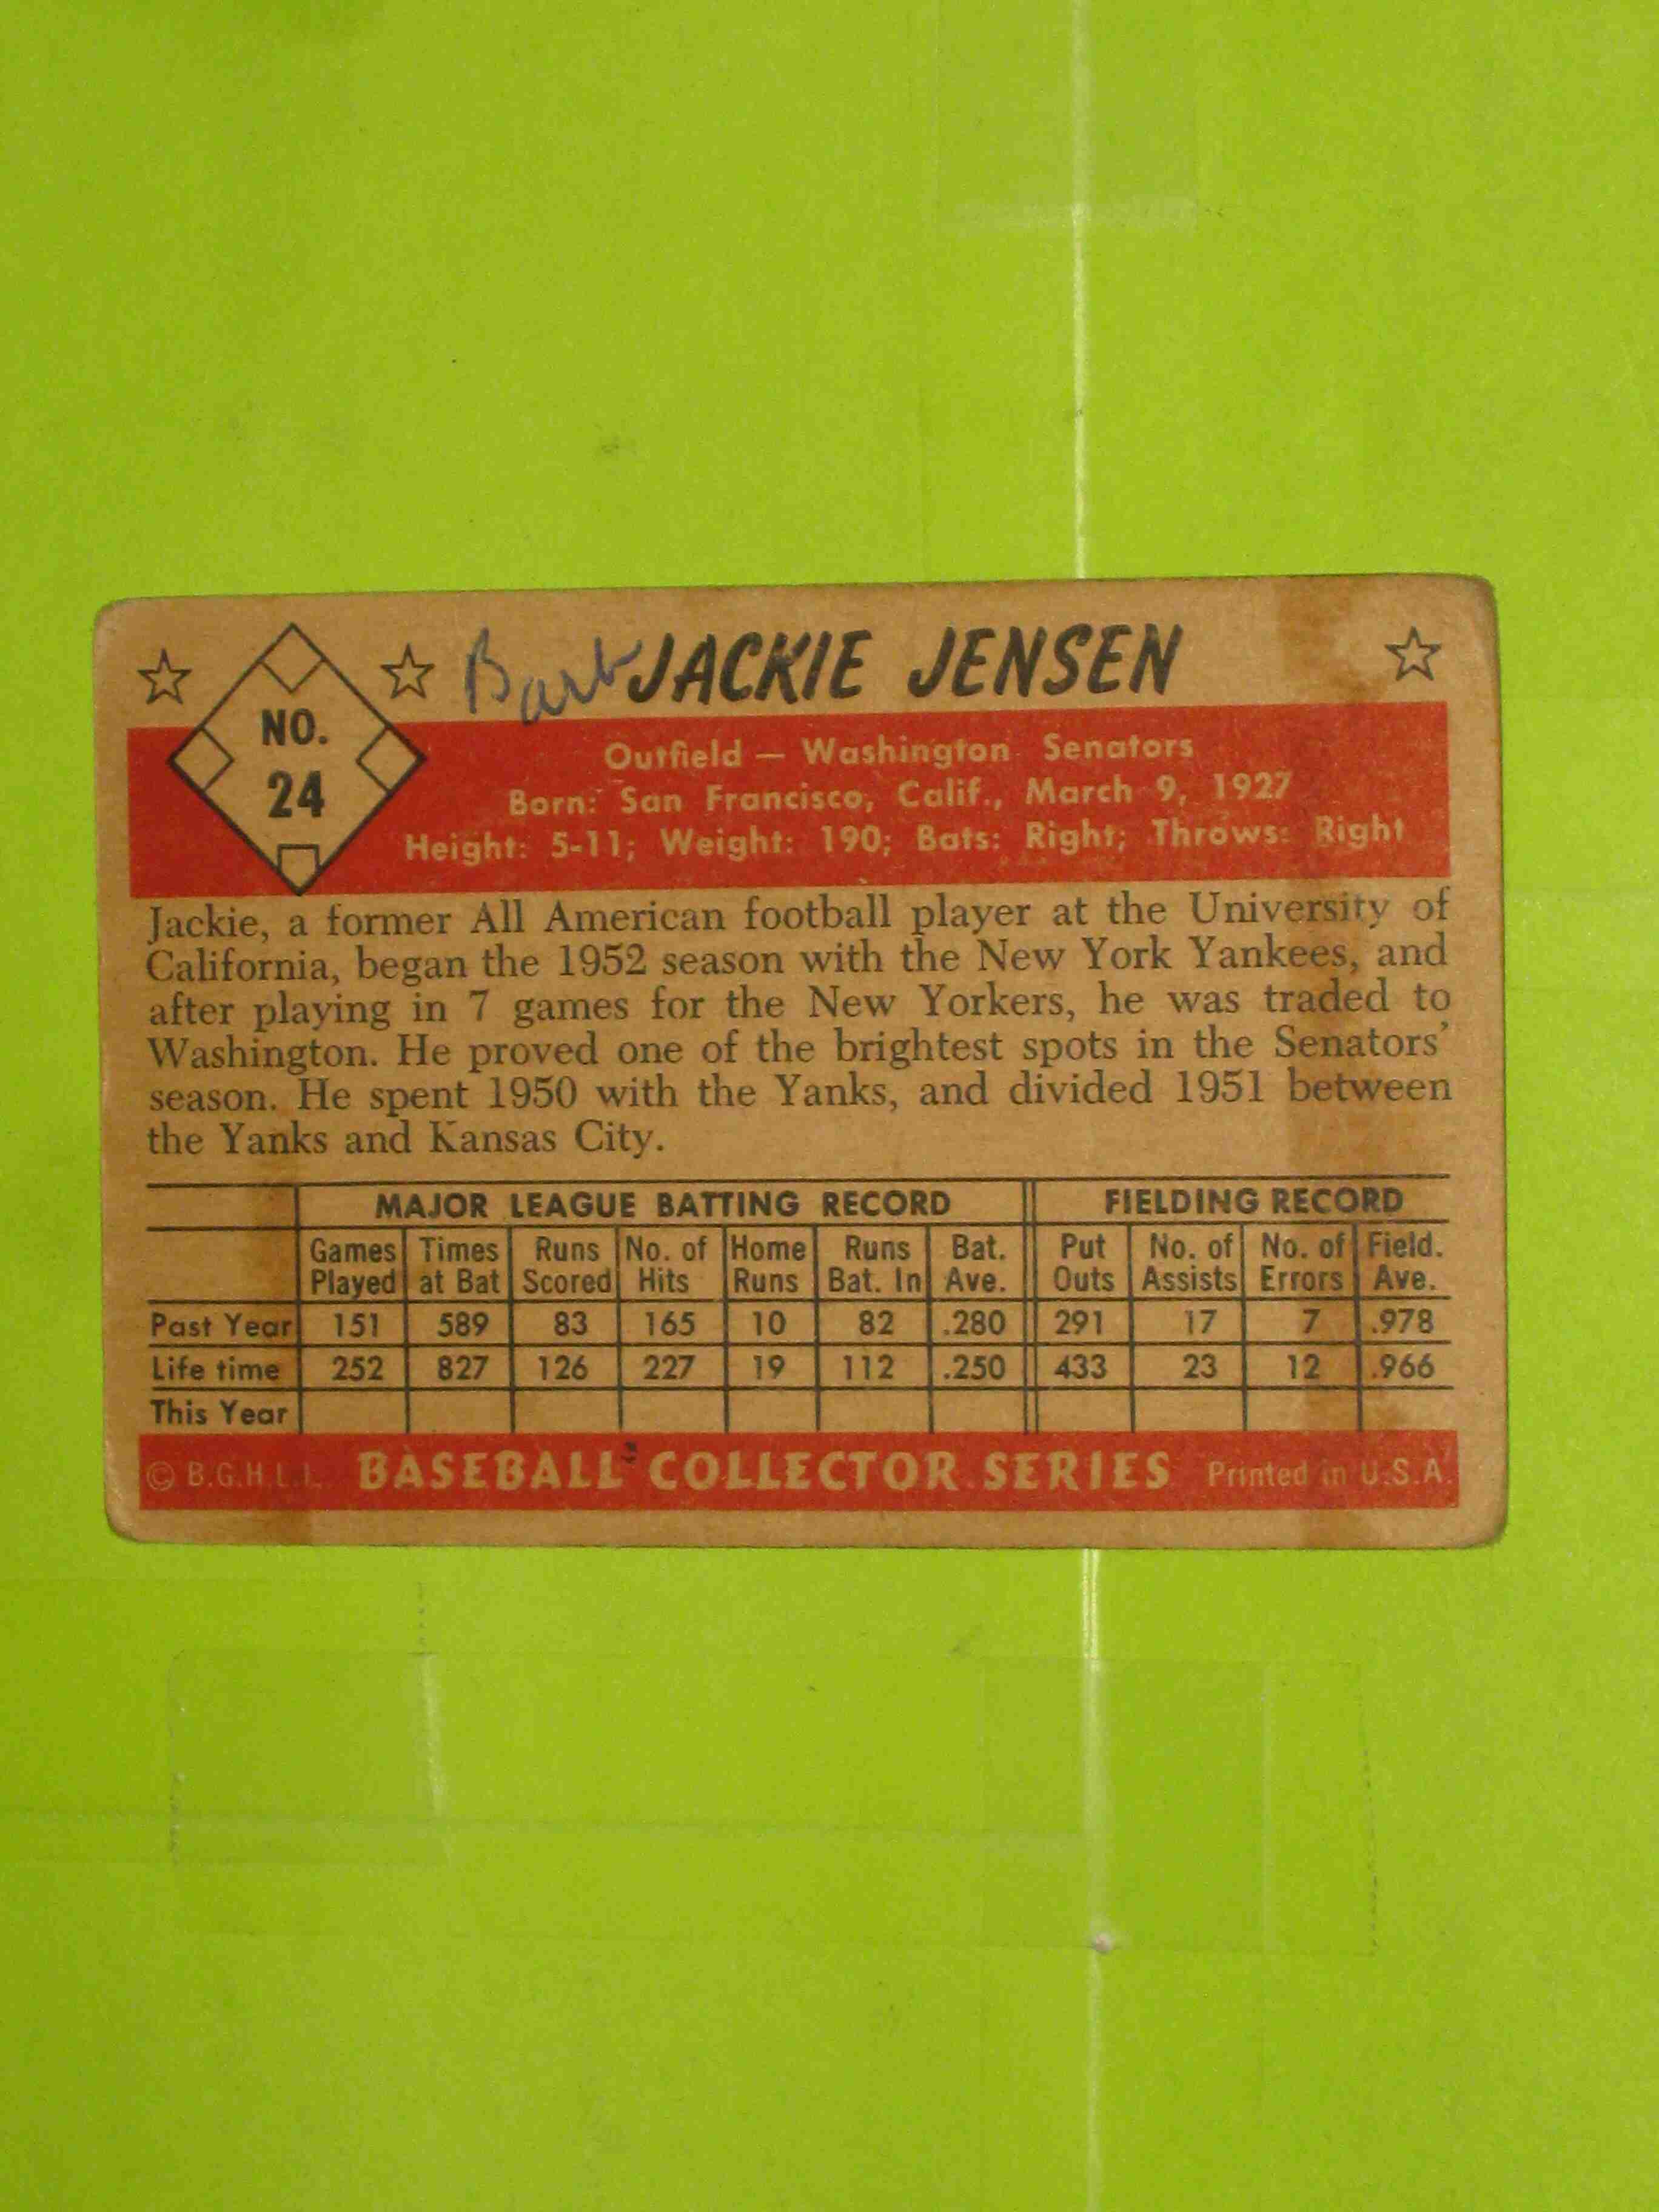 Barb JACKIE JENSEN
NO.
24
Outfield — Washington Senators
Born: San Francisco, Calif., March 9, 1927
Height: 5-11; Weight: 190; Bats: Right; Throws: Right
Jackie, a former All American football player at the University of
California, began the 1952 season with the New York Yankees, and
after playing in 7 games for the New Yorkers, he was traded to
Washington. He proved one of the brightest spots in the Senators'
season. He spent 1950 with the Yanks, and divided 1951 between
the Yanks and Kansas City.
MAJOR LEAGUE BATTING RECORD FIELDING RECORD
Games Times Runs No. of Home Runs Bat. Put No. of No. of Field.
Played at Bat Scored Hits Runs Bat. In Ave. Outs Assists Errors Ave.
Past Year 151 589 83 165 10 82 .280 291 17 7 .978
Life time 252 827 126 227 19 112 .250 433 23 12 .966
This Year
© B.G.H.L.I. BASEBALL COLLECTOR SERIES Printed in U.S.A.